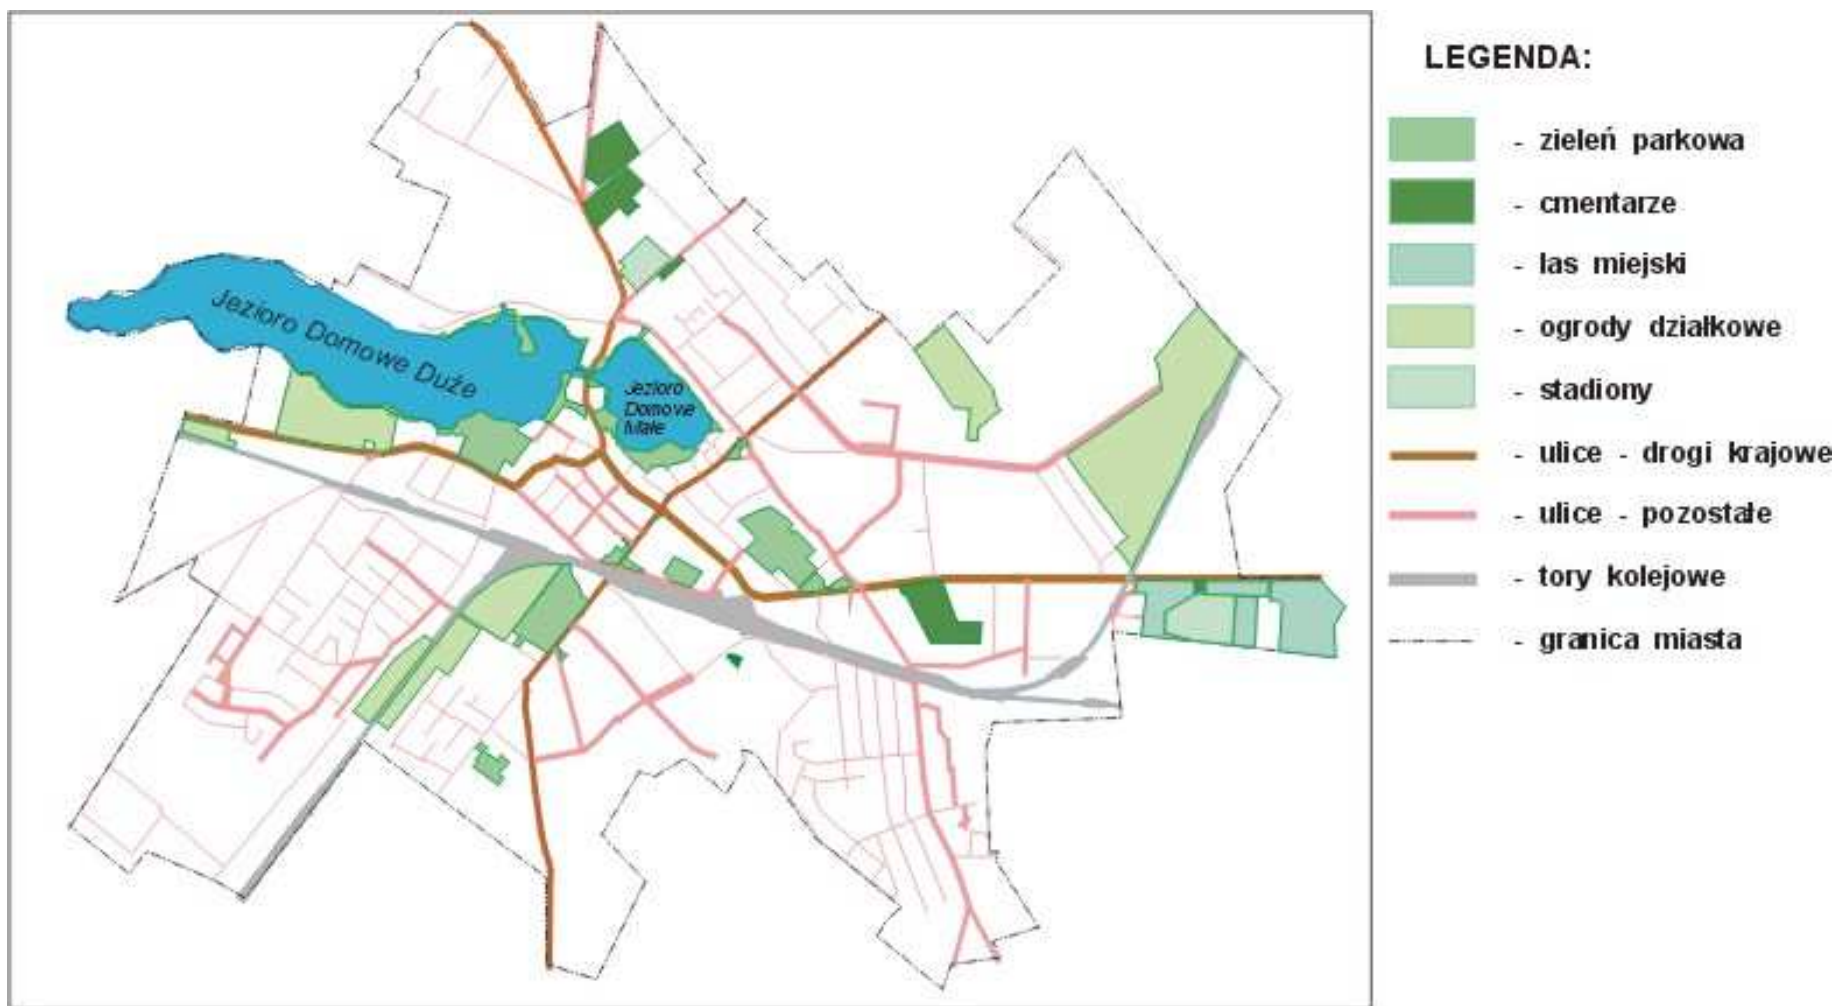 Jezioro Domowe Duże
Jezioro
Domowe
Małe
LEGENDA:
- zieleń parkowa
- cmentarze
- las miejski
- ogrody działkowe
- stadiony
- ulice - drogi krajowe
- ulice - pozostałe
- tory kolejowe
- granica miasta